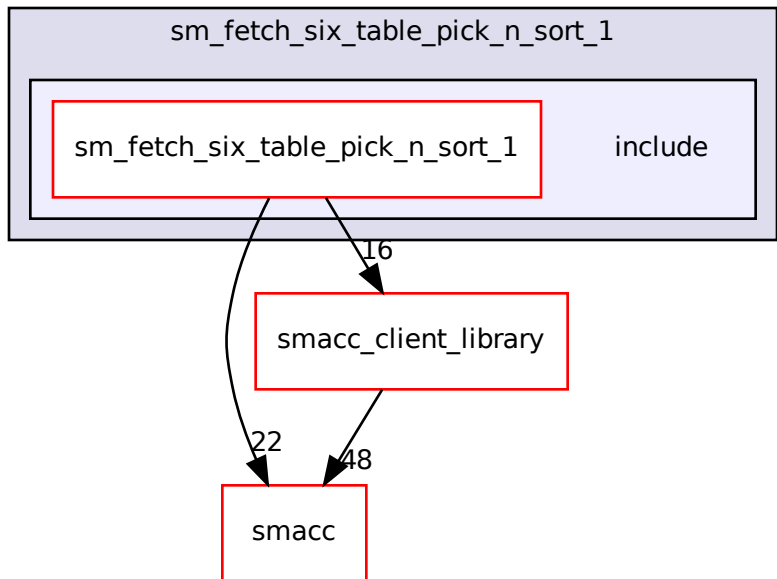 sm_fetch_six_table_pick_n_sort_1
sm_fetch_six_table_pick_n_sort_1
include
16
smacc_client_library
22
48
smacc